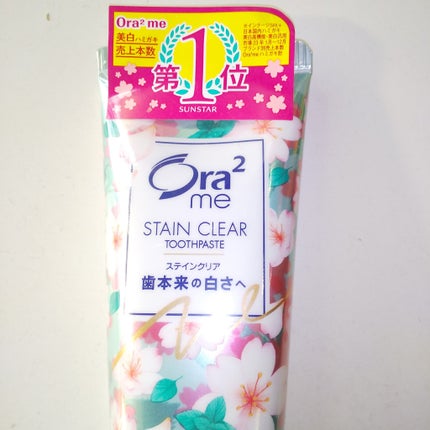 Ora² me
美白ハミガキ
売上本数
第1位
SUNSTAR
Ora²
me
STAIN CLEAR
TOOTHPASTE
ステインクリア
歯本来の白さへ
me